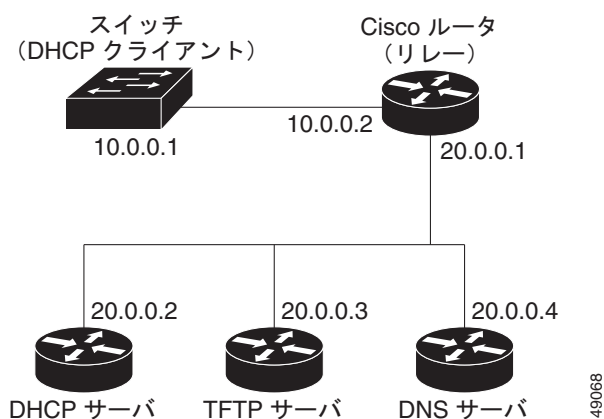 スイッチ
（DHCP クライアント）
Cisco ルータ
（リレー）
10.0.0.1
10.0.0.2
20.0.0.1
20.0.0.2
20.0.0.3
20.0.0.4
DHCP サーバ
TFTP サーバ
DNS サーバ
49068